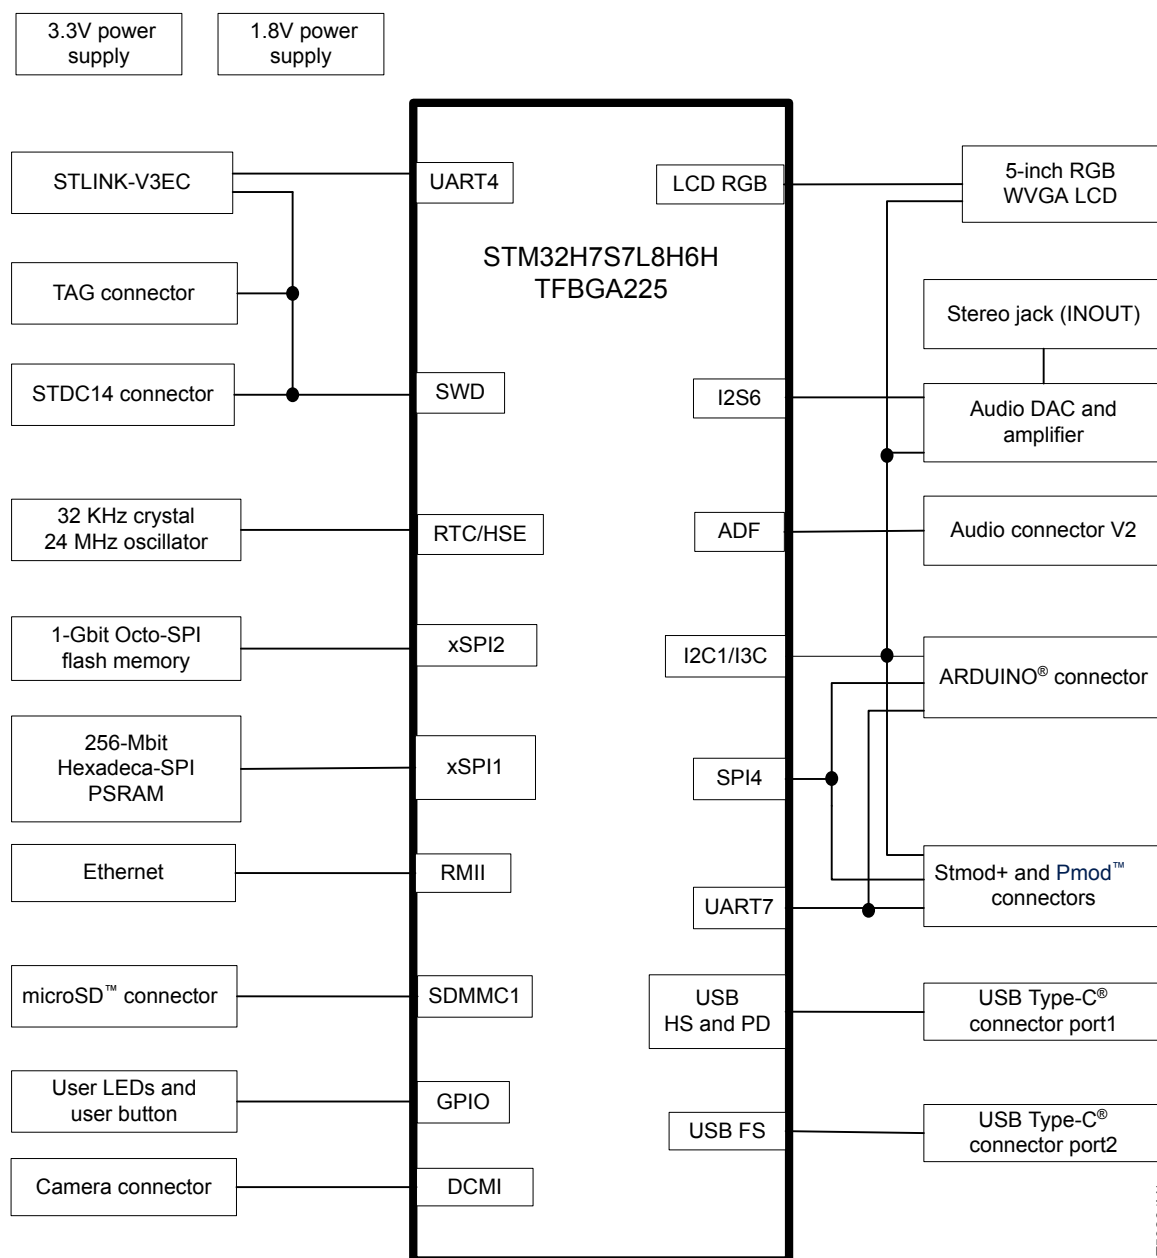 3.3V power
supply
1.8V power
supply
STLINK-V3EC
UART4
LCD RGB
5-inch RGB
WVGA LCD
STM32H7S7L8H6H
TFBGA225
TAG connector
Stereo jack (INOUT)
STDC14 connector
SWD
I2S6
Audio DAC and
amplifier
32 KHz crystal
24 MHz oscillator
RTC/HSE
ADF
Audio connector V2
1-Gbit Octo-SPI
flash memory
xSPI2
I2C1/I3C
ARDUINO® connector
256-Mbit
Hexadeca-SPI
PSRAM
xSPI1
SPI4
Ethernet
RMII
UART7
Stmod+ and Pmod™
connectors
microSD™ connector
SDMMC1
USB
HS and PD
USB Type-C®
connector port1
User LEDs and
user button
GPIO
USB FS
USB Type-C®
connector port2
Camera connector
DCMI